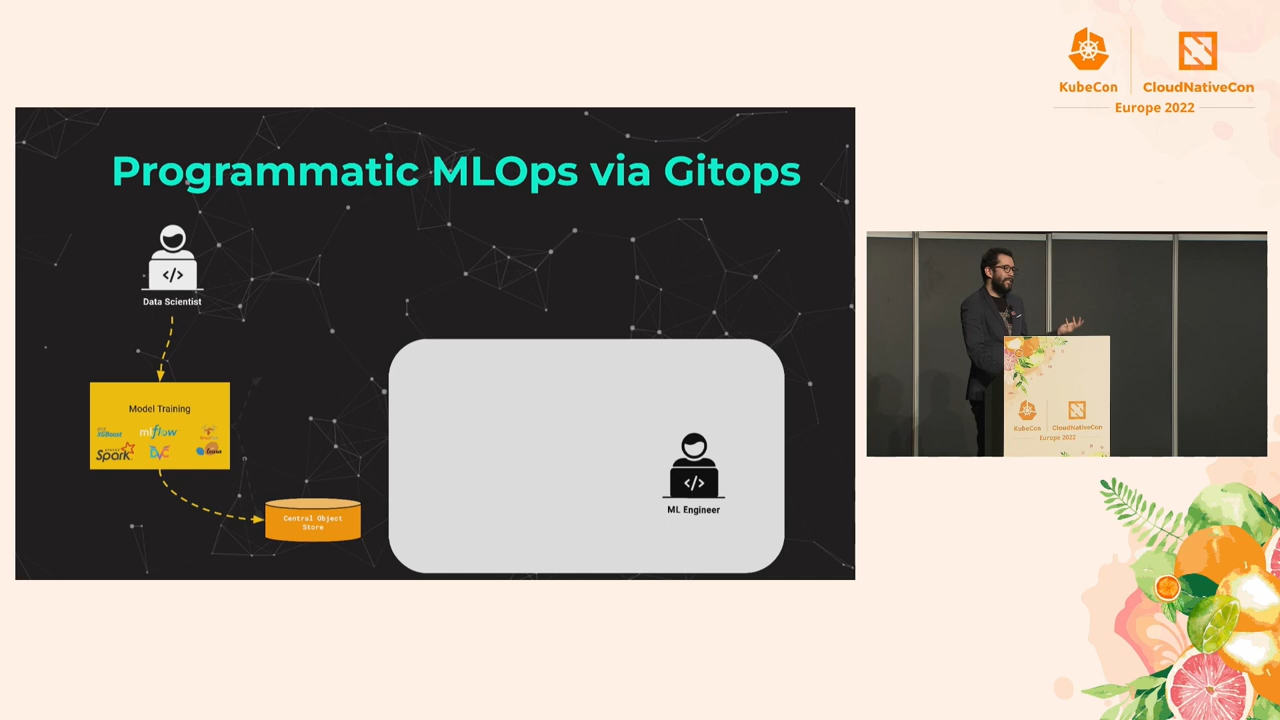 KubeCon
CloudNativeCon
Europe 2022
Programmatic MLOps via Gitops
</>
Data Scientist
Model Training
XGBoost
mlflow
Spark
DVC
Central Object
Store
</>
ML Engineer
KubeCon
CloudNativeCon
Europe 2022